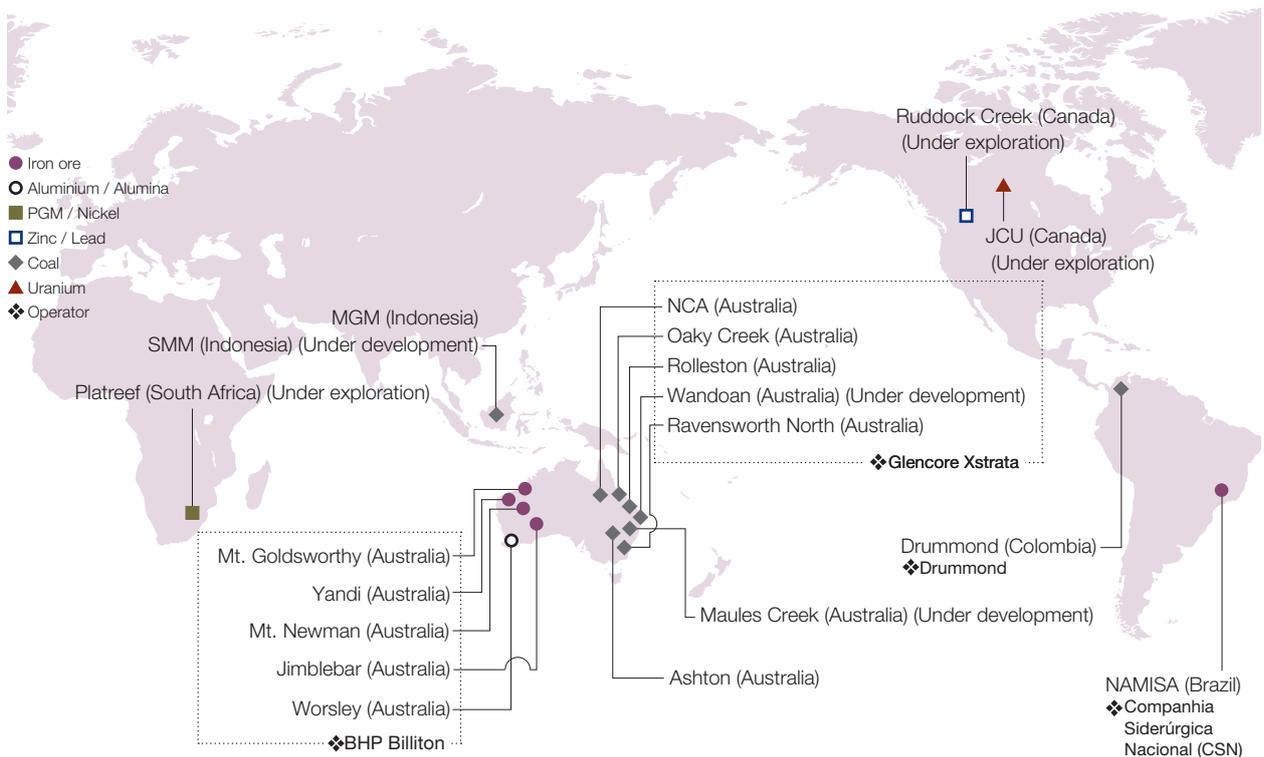 Ruddock Creek (Canada)
(Under exploration)
Iron ore
Aluminium / Alumina
PGM / Nickel
Zinc / Lead
Coal
Uranium
Operator
JCU (Canada)
(Under exploration)
MGM (Indonesia)
SMM (Indonesia) (Under development)
Platreef (South Africa) (Under exploration)
NCA (Australia)
Oaky Creek (Australia)
Rolleston (Australia)
Wandoan (Australia) (Under development)
Ravensworth North (Australia)
Glencore Xstrata
Mt. Goldsworthy (Australia)
Yandi (Australia)
Mt. Newman (Australia)
Jimblebar (Australia)
Worsley (Australia)
BHP Billiton
Drummond (Colombia)
Drummond
Maules Creek (Australia) (Under development)
Ashton (Australia)
NAMISA (Brazil)
Companhia
Siderúrgica
Nacional (CSN)